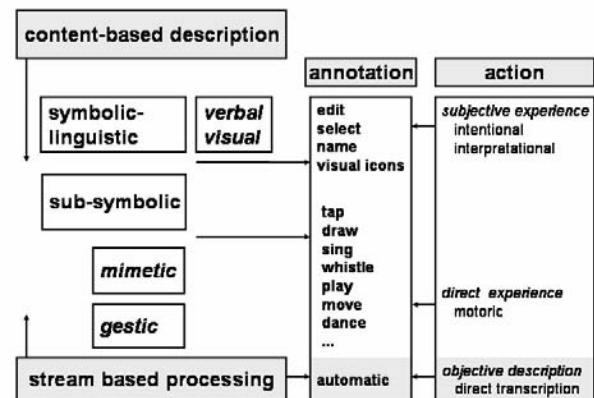 content-based description
symbolic-
linguistic
verbal
visual
sub-symbolic
mimetic
gestic
stream based processing
annotation
edit
select
name
visual icons
tap
draw
sing
whistle
play
move
dance
...
automatic
action
subjective experience
intentional
interpretational
direct experience
motoric
objective description
direct transcription